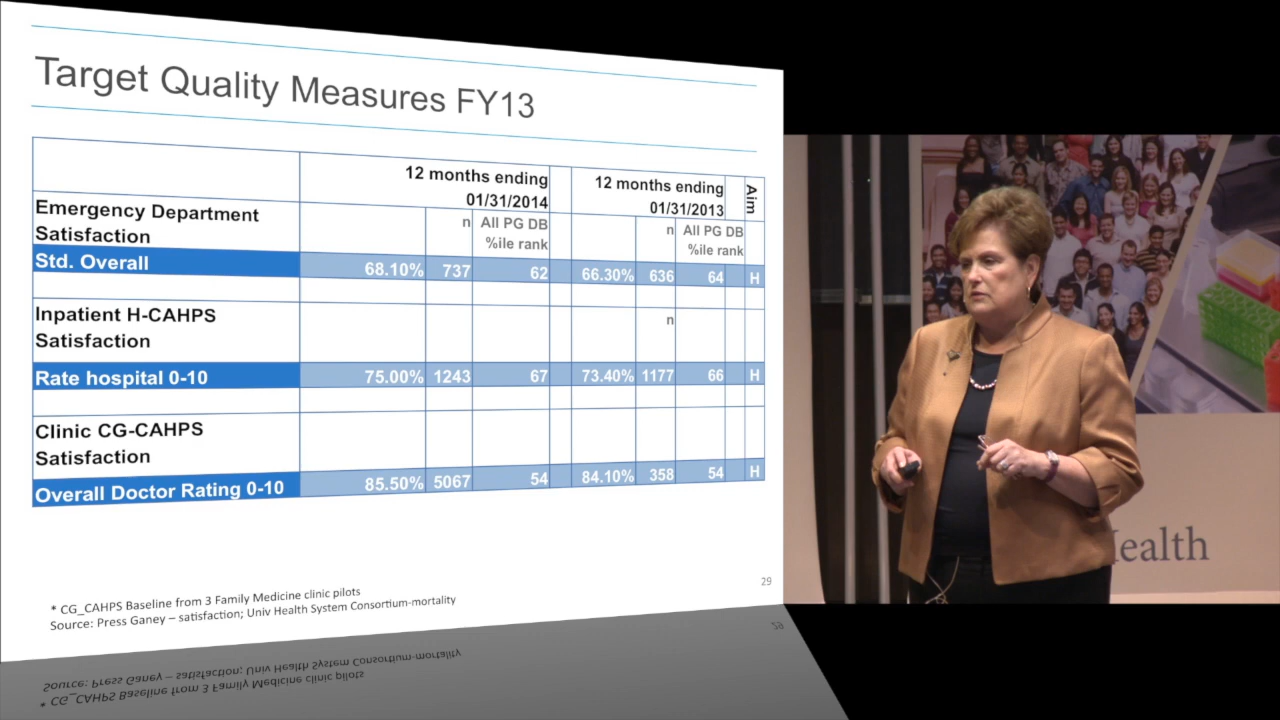 Target Quality Measures FY13
12 months ending
01/31/2014
12 months ending
01/31/2013
Aim
Emergency Department
Satisfaction
n All PG DB
%ile rank
n All PG DB
%ile rank
Std. Overall 68.10% 737 62 66.30% 636 64 H
Inpatient H-CAHPS
Satisfaction
n
Rate hospital 0-10 75.00% 1243 67 73.40% 1177 66 H
Clinic CG-CAHPS
Satisfaction
Overall Doctor Rating 0-10 85.50% 5067 54 84.10% 358 54 H
* CG_CAHPS Baseline from 3 Family Medicine clinic pilots
Source: Press Ganey – satisfaction; Univ Health System Consortium-mortality
29